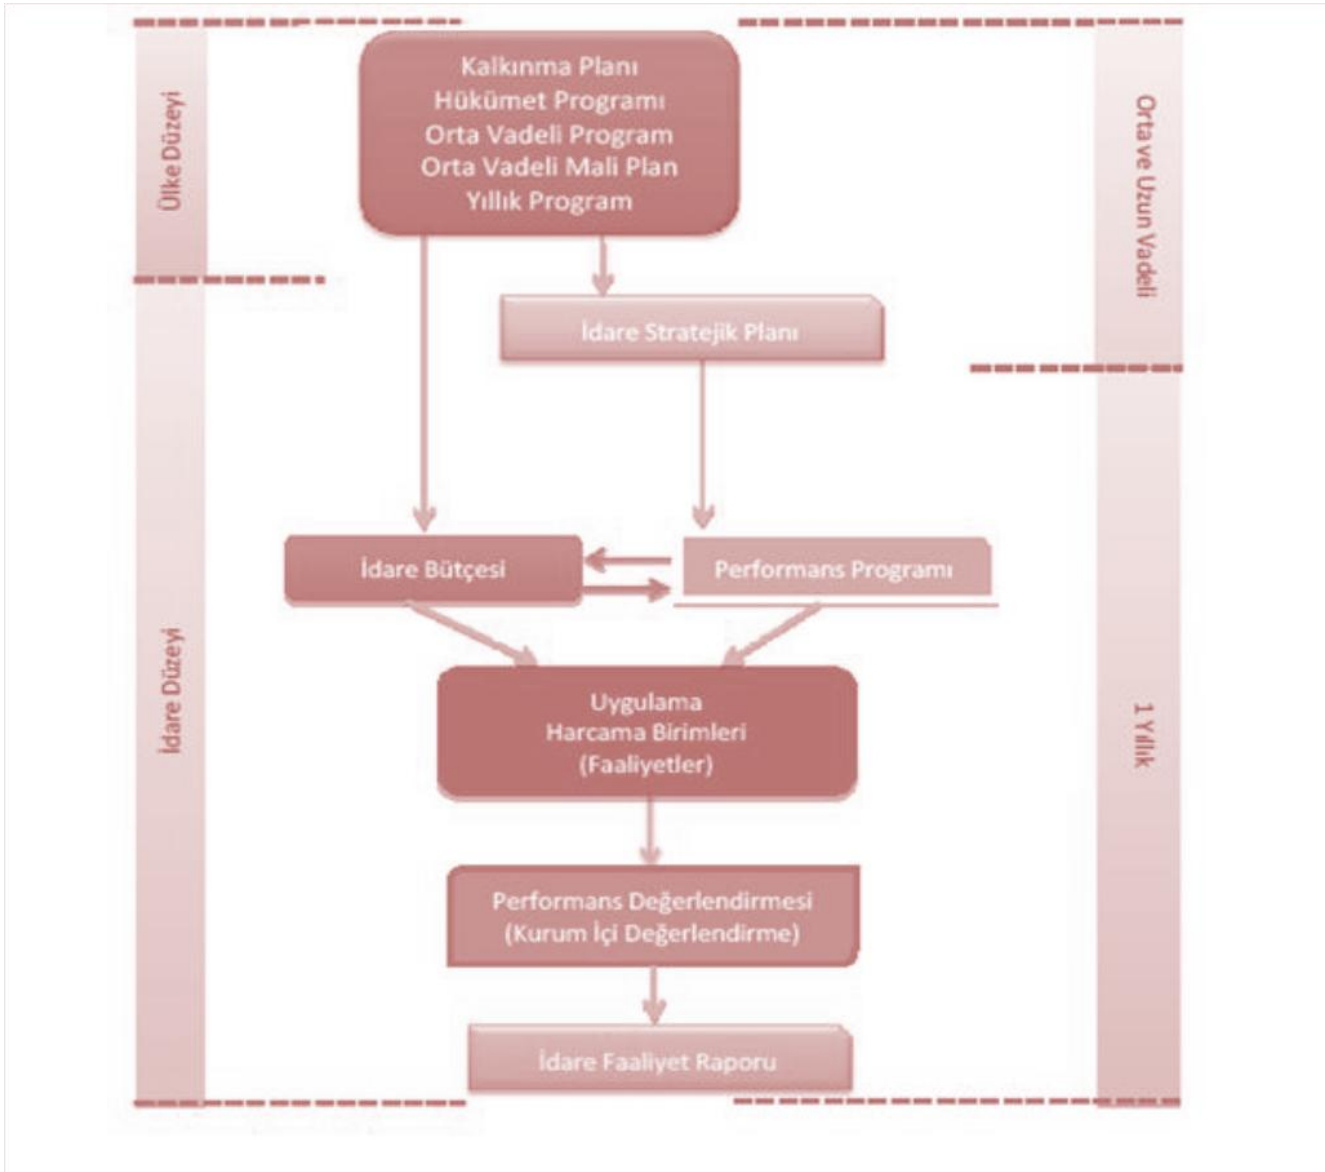 Kalkınma Planı
Hükümet Programı
Orta Vadeli Program
Orta Vadeli Mali Plan
Yıllık Program
Ülke Düzeyi
Orta ve Uzun Vadeli
İdare Stratejik Planı
İdare Bütçesi
Performans Programı
İdare Düzeyi
1 Yıllık
Uygulama
Harcama Birimleri
(Faaliyetler)
Performans Değerlendirmesi
(Kurum İçi Değerlendirme)
İdare Faaliyet Raporu